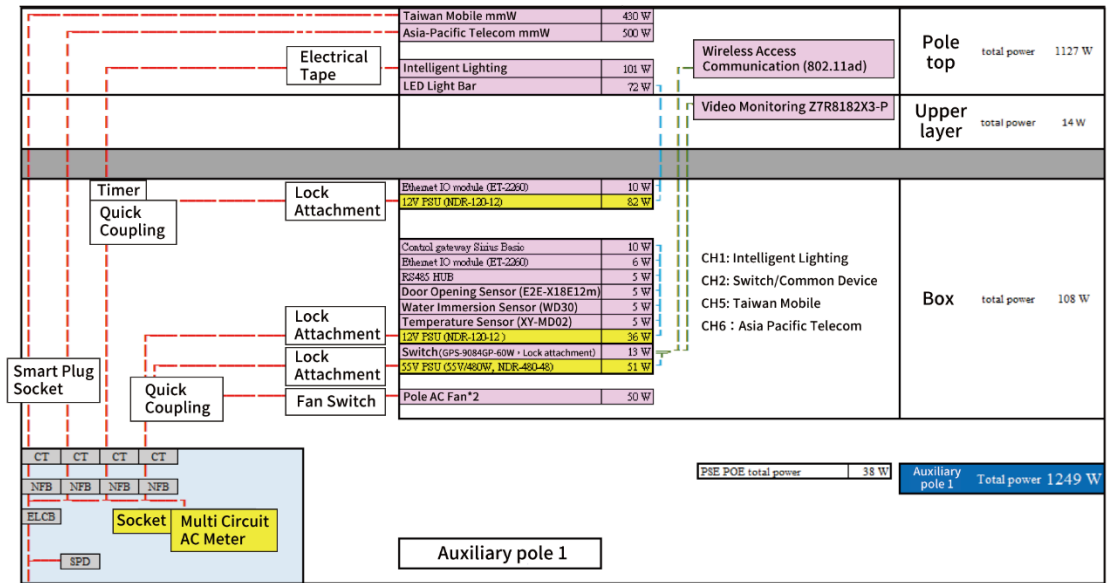 Taiwan Mobile mmW 430 W
Asia-Pacific Telecom mmW 500 W
Electrical
Tape
Intelligent Lighting 101 W
LED Light Bar 72 W
Wireless Access
Communication (802.11ad)
Pole
top
total power 1127 W
Video Monitoring Z7R8182X3-P
Upper
layer
total power 14 W
Timer
Quick
Coupling
Lock
Attachment
Ethernet IO module (ET-2260) 10 W
12V PSU (NDR-120-12) 82 W
Control gateway Sirius Basic 10 W
Ethernet IO module (ET-2260) 6 W
RS485 HUB 5 W
Door Opening Sensor (E2E-X18E12m) 5 W
Water Immersion Sensor (WD30) 5 W
Temperature Sensor (XY-MD02) 5 W
12V PSU (NDR-120-12 ) 36 W
Switch(GPS-9084GP-60W，Lock attachment) 13 W
55V PSU (55V/480W, NDR-480-48) 51 W
Pole AC Fan*2 50 W
CH1: Intelligent Lighting
CH2: Switch/Common Device
CH5: Taiwan Mobile
CH6：Asia Pacific Telecom
Box
total power 108 W
Lock
Attachment
Lock
Attachment
Fan Switch
Smart Plug
Socket
Quick
Coupling
CT CT CT CT
NFB NFB NFB NFB
ELCB
Socket
Multi Circuit
AC Meter
SPD
PSE POE total power 38 W
Auxiliary
pole 1
Total power 1249 W
Auxiliary pole 1